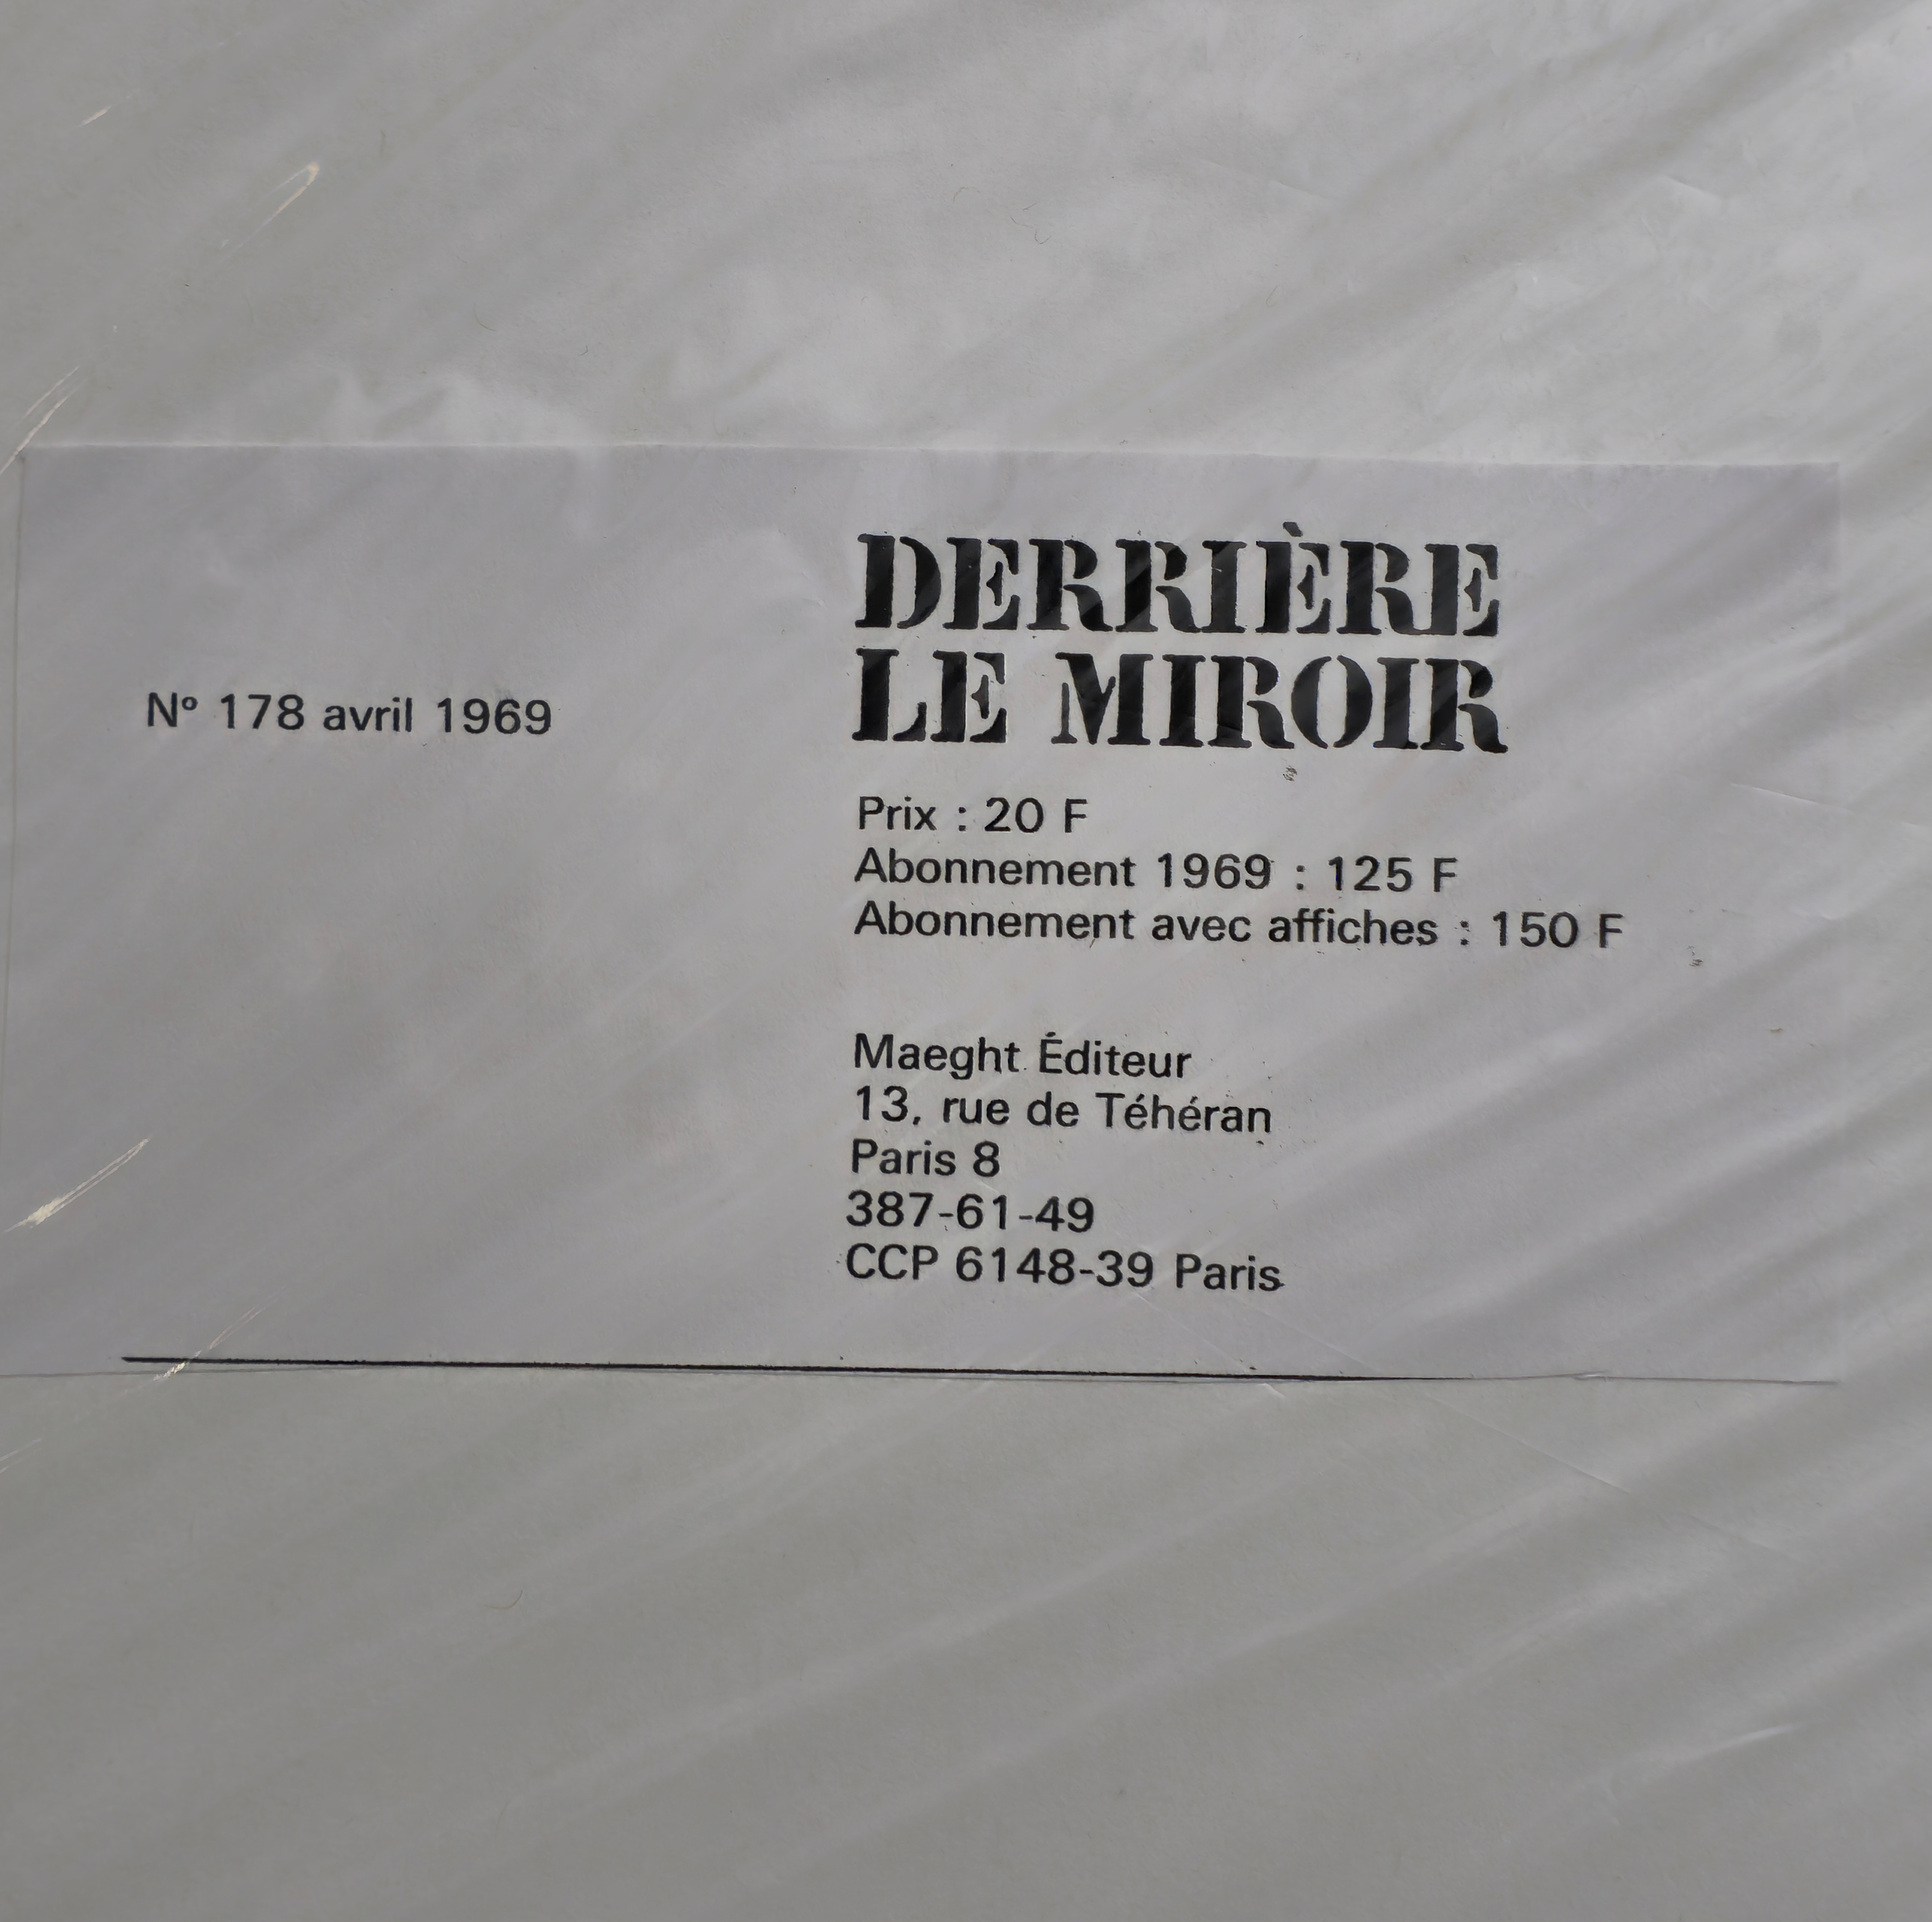 DERRIÈRE
LE MIROIR
N° 178 avril 1969
Prix : 20 F
Abonnement 1969 : 125 F
Abonnement avec affiches : 150 F
Maeght Éditeur
13, rue de Téhéran
Paris 8
387-61-49
CCP 6148-39 Paris